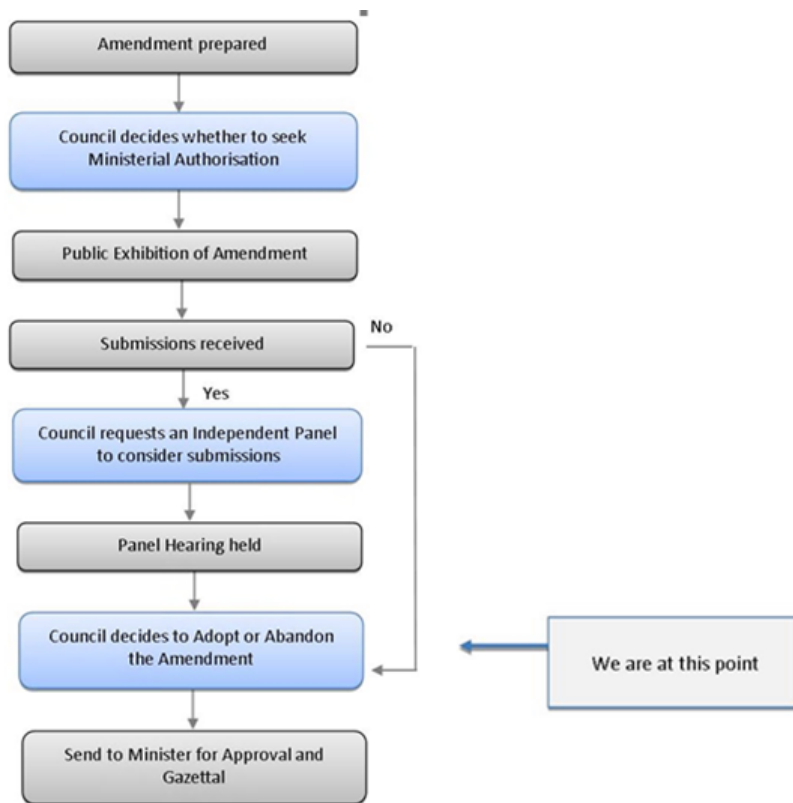 Amendment prepared
Council decides whether to seek
Ministerial Authorisation
Public Exhibition of Amendment
Submissions received
No
Yes
Council requests an Independent Panel
to consider submissions
Panel Hearing held
Council decides to Adopt or Abandon
the Amendment
We are at this point
Send to Minister for Approval and
Gazettal